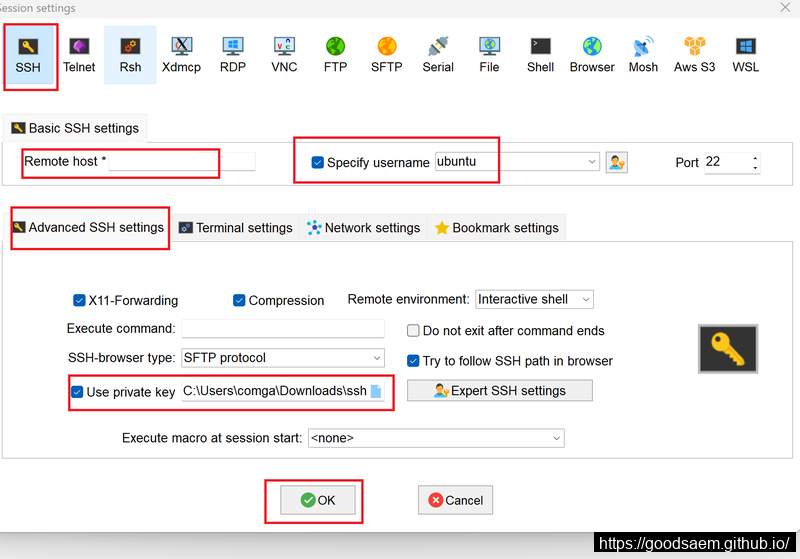 Session settings
SSH Telnet Rsh Xdmcp RDP VNC FTP SFTP Serial File Shell Browser Mosh Aws S3 WSL
Basic SSH settings
Remote host * Specify username ubuntu Port 22
Advanced SSH settings Terminal settings Network settings Bookmark settings
X11-Forwarding Compression Remote environment: Interactive shell
Execute command: Do not exit after command ends
SSH-browser type: SFTP protocol Try to follow SSH path in browser
Use private key C:\Users\comga\Downloads\ssh Expert SSH settings
Execute macro at session start: <none>
OK Cancel
https://goodsaem.github.io/